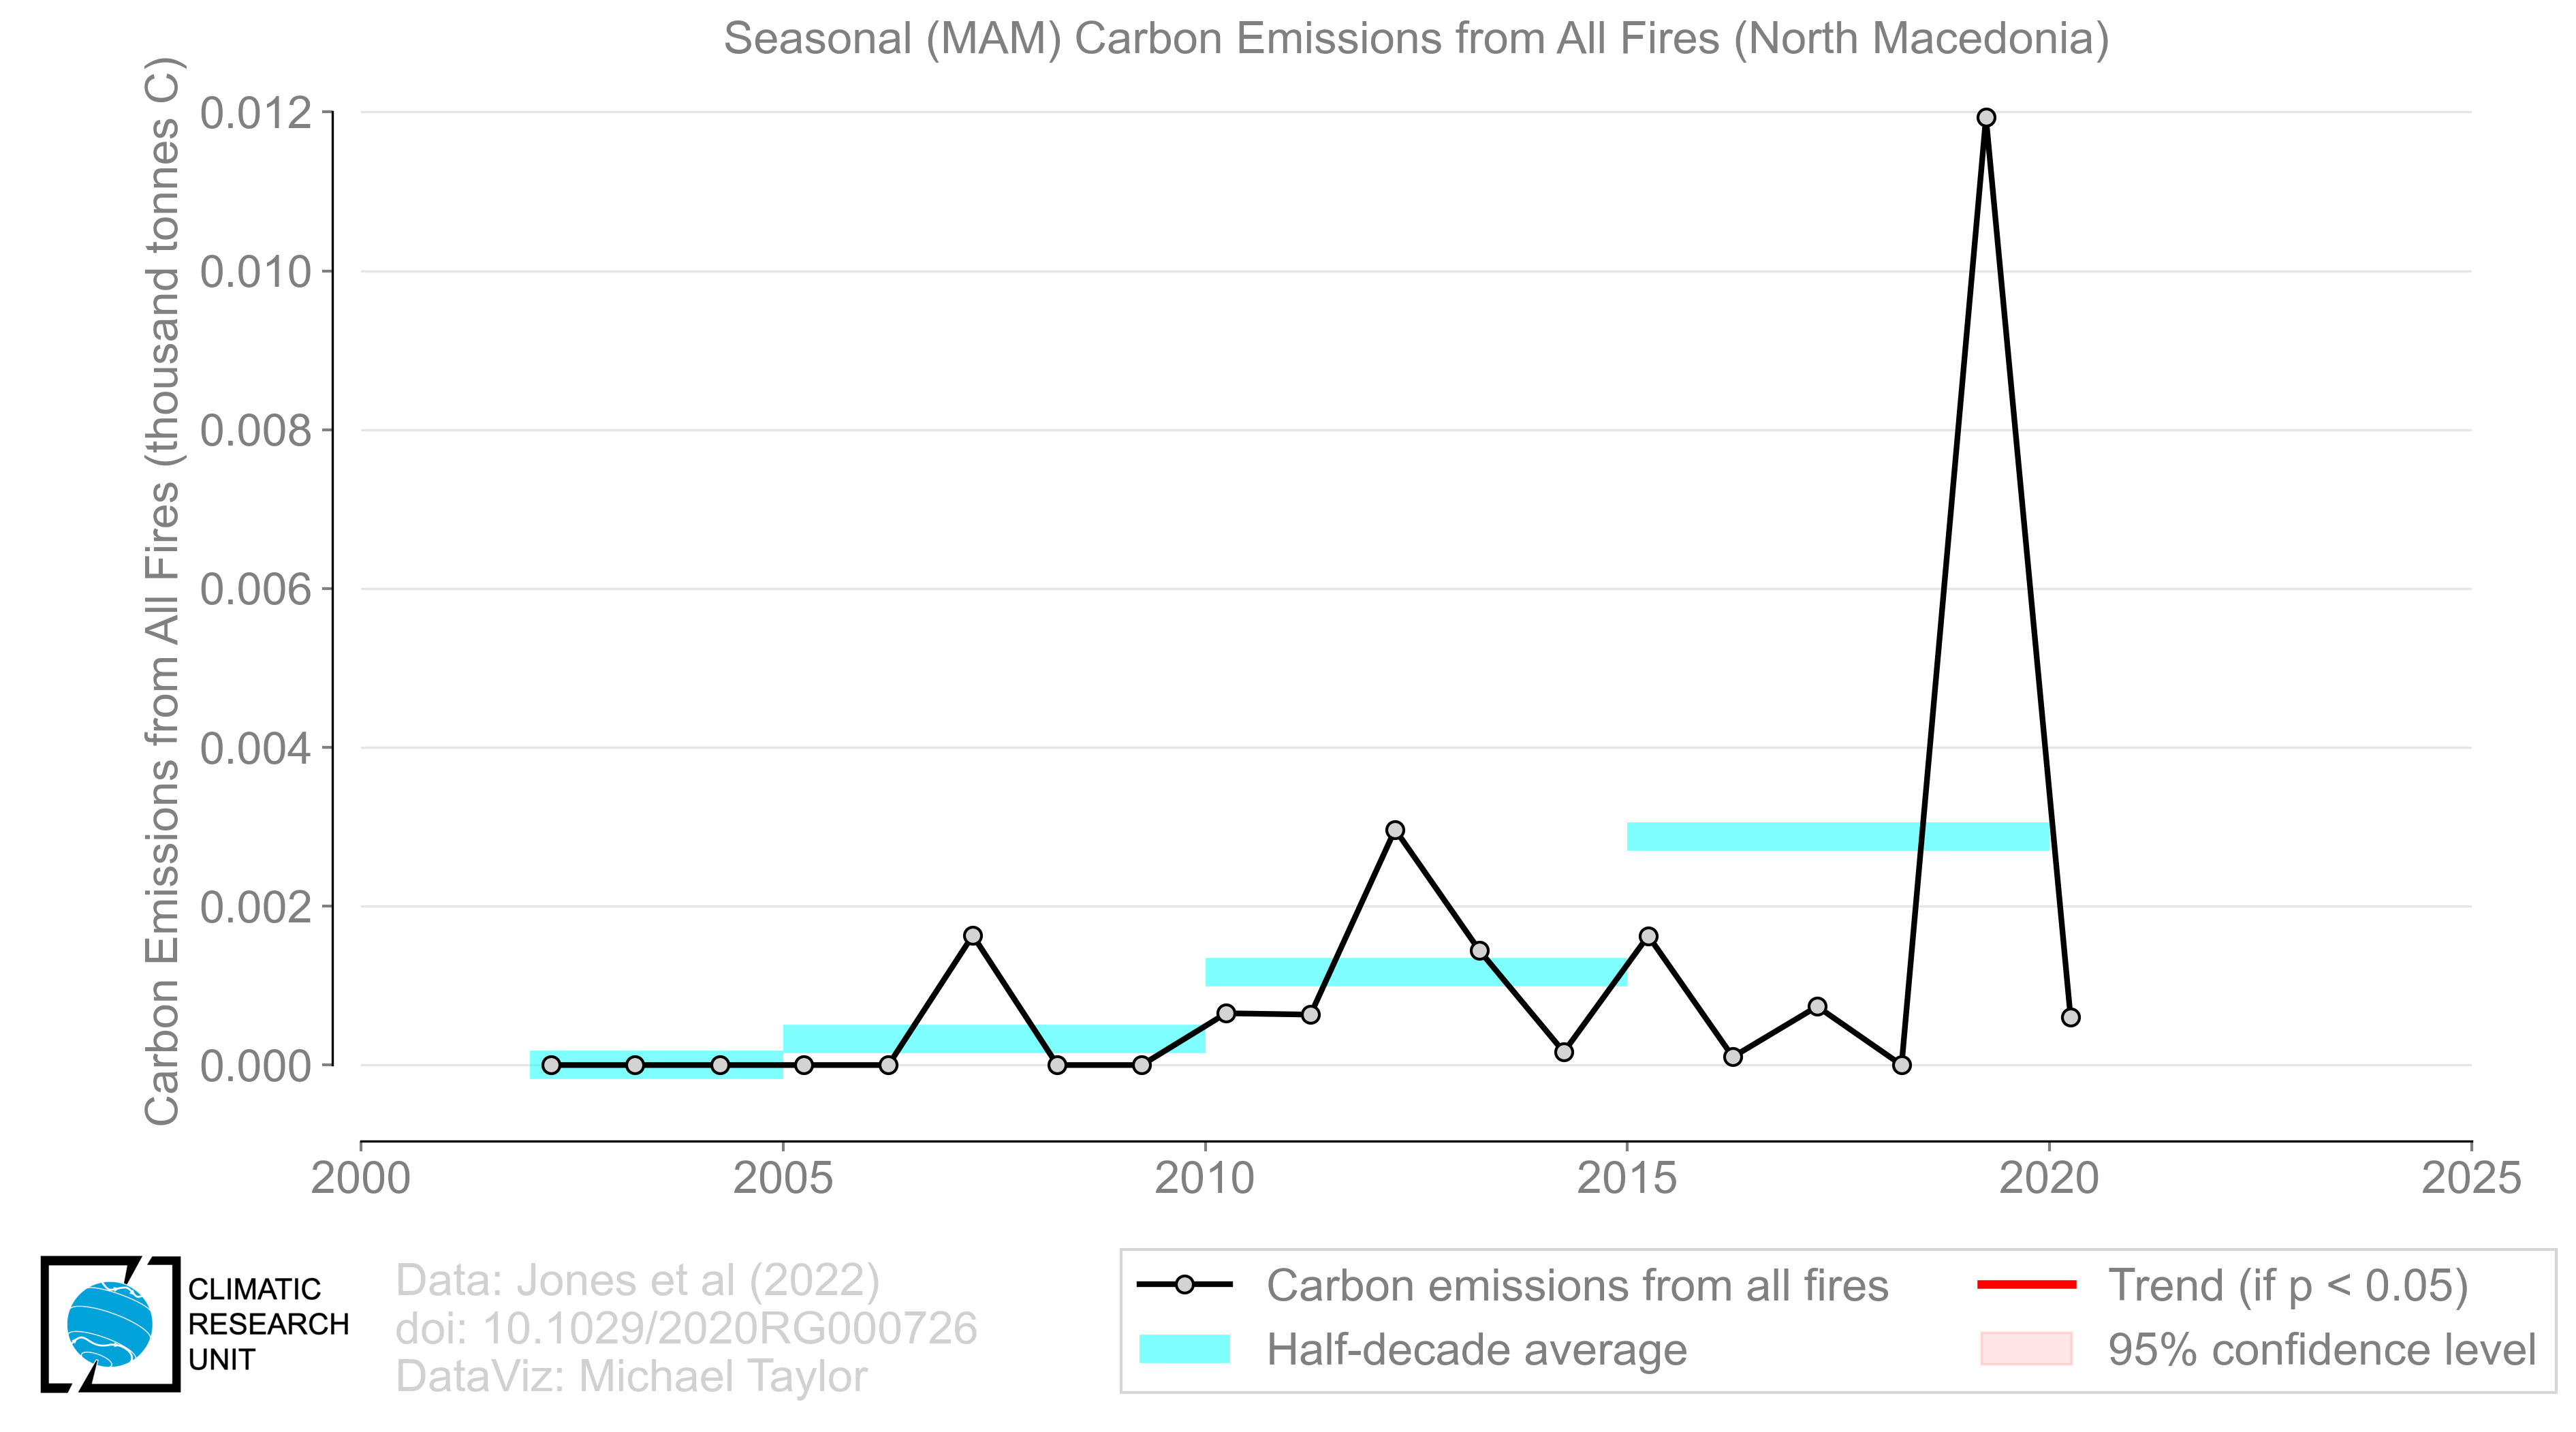 Seasonal (MAM) Carbon Emissions from All Fires (North Macedonia)
Carbon Emissions from All Fires (thousand tonnes C)
0.012
0.010
0.008
0.006
0.004
0.002
0.000
2000 2005 2010 2015 2020 2025
CLIMATIC
RESEARCH
UNIT
Data: Jones et al (2022)
doi: 10.1029/2020RG000726
DataViz: Michael Taylor
Carbon emissions from all fires
Half-decade average
Trend (if p < 0.05)
95% confidence level